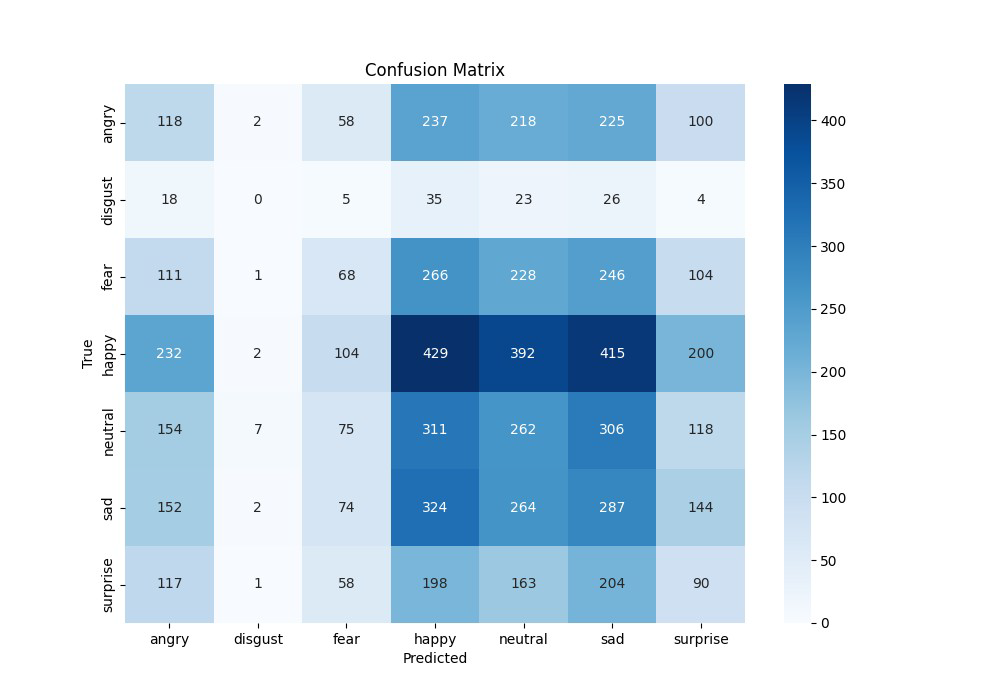 Confusion Matrix
angry 118 2 58 237 218 225 100
disgust 18 0 5 35 23 26 4
fear 111 1 68 266 228 246 104
True
happy 232 2 104 429 392 415 200
neutral 154 7 75 311 262 306 118
sad 152 2 74 324 264 287 144
surprise 117 1 58 198 163 204 90
angry disgust fear happy neutral sad surprise
Predicted
400
350
300
250
200
150
100
50
0